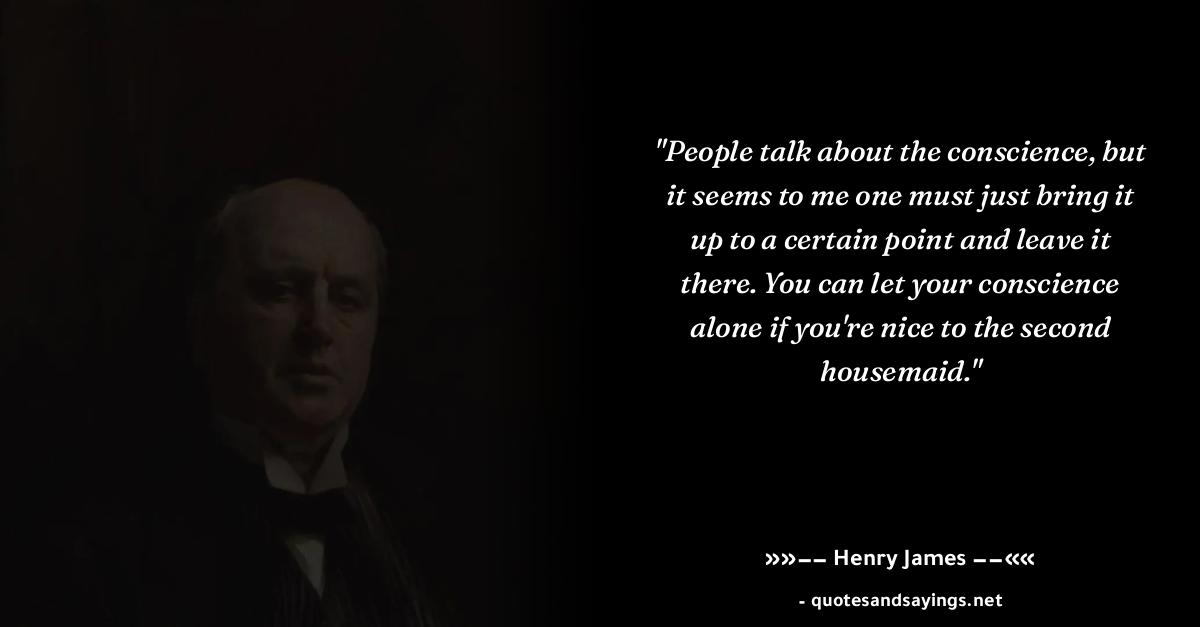 "People talk about the conscience, but
it seems to me one must just bring it
up to a certain point and leave it
there. You can let your conscience
alone if you're nice to the second
housemaid."
»»−− Henry James −−««
- quotesandsayings.net